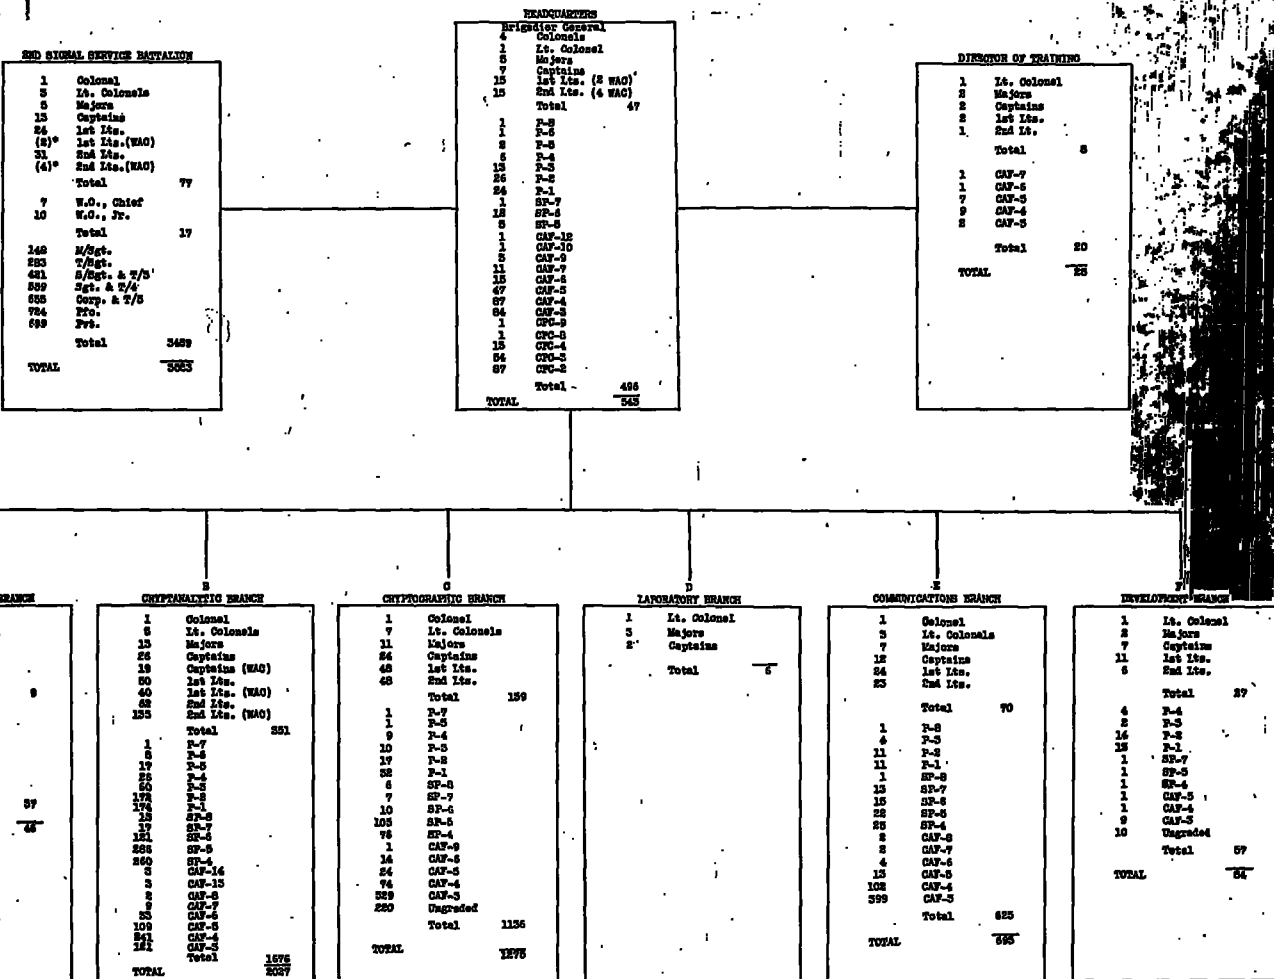 2ND SIGNAL SERVICE BATTALION
1 Colonel
3 Lt. Colonels
5 Majors
13 Captains
24 1st Lts.
(2)* 1st Lts.(WAC)
31 2nd Lts.
(4)* 2nd Lts.(WAC)
Total 77
7 W.O., Chief
10 W.O., Jr.
Total 17
148 M/Sgt.
283 T/Sgt.
421 S/Sgt. & T/3
559 Sgt. & T/4
655 Corp. & T/5
724 Pfc.
699 Pvt.
Total 3489
TOTAL 3583
HEADQUARTERS
Brigadier General
4 Colonels
1 Lt. Colonel
5 Majors
7 Captains
15 1st Lts. (2 WAC)
15 2nd Lts. (4 WAC)
Total 47
1 P-8
1 P-6
2 P-5
6 P-4
13 P-3
26 P-2
24 P-1
1 SP-7
18 SP-6
5 SP-5
1 CAF-12
1 CAF-10
5 CAF-9
11 CAF-7
15 CAF-6
47 CAF-5
87 CAF-4
84 CAF-3
1 CPC-9
1 CPC-8
13 CPC-4
54 CPC-3
87 CPC-2
Total 496
TOTAL 543
DIRECTOR OF TRAINING
1 Lt. Colonel
2 Majors
2 Captains
2 1st Lts.
1 2nd Lt.
Total 8
1 CAF-7
1 CAF-6
7 CAF-5
9 CAF-4
2 CAF-3
Total 20
TOTAL 28
BRANCH
9
37
46
B
CRYPTANALYTIC BRANCH
1 Colonel
5 Lt. Colonels
13 Majors
26 Captains
19 Captains (WAC)
50 1st Lts.
40 1st Lts. (WAC)
62 2nd Lts.
135 2nd Lts. (WAC)
Total 351
1 P-7
6 P-6
17 P-5
25 P-4
50 P-3
172 P-2
174 P-1
13 SP-8
17 SP-7
121 SP-6
286 SP-5
260 SP-4
3 CAF-14
3 CAF-13
2 CAF-8
9 CAF-7
33 CAF-6
109 CAF-5
241 CAF-4
CAF-3
Total 1676
TOTAL 2027
C
CRYPTOGRAPHIC BRANCH
1 Colonel
7 Lt. Colonels
11 Majors
24 Captains
48 1st Lts.
48 2nd Lts.
Total 139
1 P-7
1 P-5
9 P-4
10 P-3
17 P-2
32 P-1
6 SP-8
7 SP-7
10 SP-6
105 SP-5
76 SP-4
1 CAF-9
14 CAF-6
24 CAF-5
74 CAF-4
529 CAF-3
220 Ungraded
Total 1136
TOTAL 1275
D
LABORATORY BRANCH
1 Lt. Colonel
3 Majors
2 Captains
Total 6
E
COMMUNICATIONS BRANCH
1 Colonel
3 Lt. Colonels
7 Majors
12 Captains
24 1st Lts.
23 2nd Lts.
Total 70
1 P-8
4 P-3
11 P-2
11 P-1
1 SP-8
13 SP-7
15 SP-6
22 SP-5
25 SP-4
2 CAF-8
2 CAF-7
4 CAF-6
13 CAF-5
102 CAF-4
399 CAF-3
Total 625
TOTAL 695
F
DEVELOPMENT BRANCH
1 Lt. Colonel
2 Majors
7 Captains
11 1st Lts.
6 2nd Lts.
Total 27
4 P-4
2 P-3
14 P-2
13 P-1
1 SP-7
1 SP-5
1 SP-4
1 CAF-5
1 CAF-4
9 CAF-3
10 Ungraded
Total 57
TOTAL 84